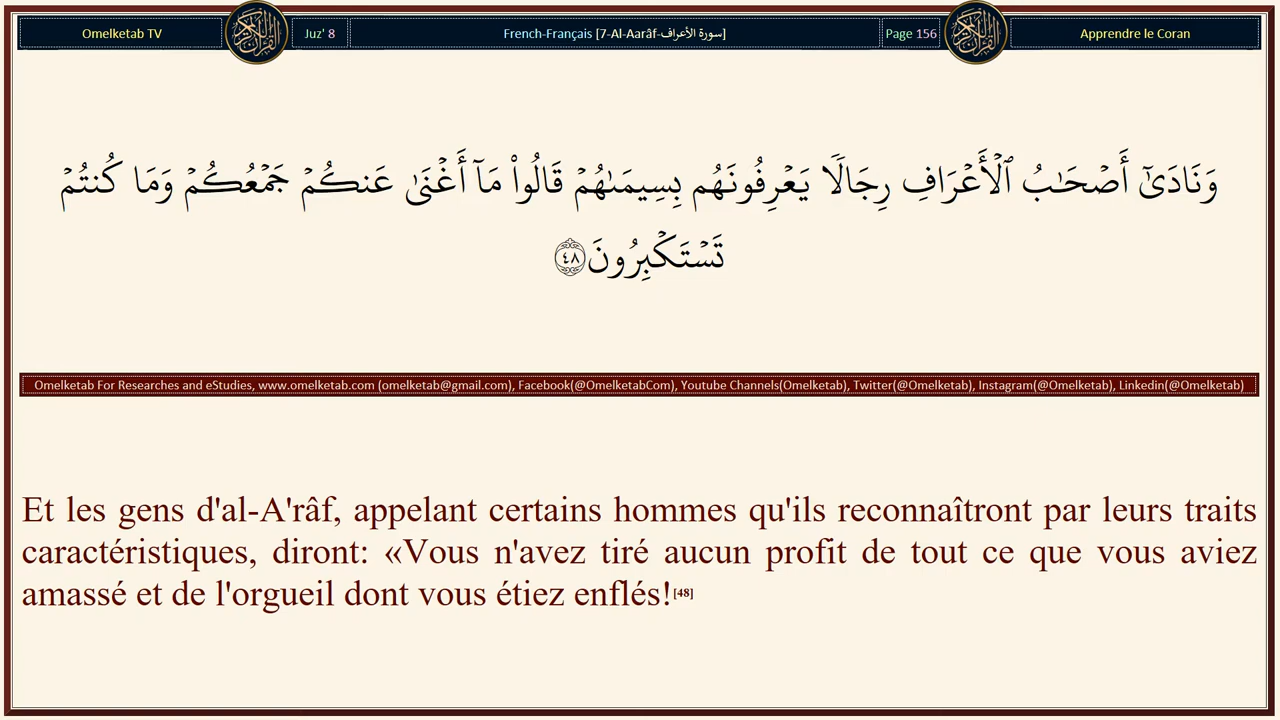 Omelketab TV
Juz' 8
French-Français [7-Al-Aarâf-سورة الأعراف]
Page 156
Apprendre le Coran
وَنَادَىٰٓ أَصۡحَٰبُ ٱلۡأَعۡرَافِ رِجَالٗا يَعۡرِفُونَهُم بِسِيمَىٰهُمۡ قَالُواْ مَآ أَغۡنَىٰ عَنكُمۡ جَمۡعُكُمۡ وَمَا كُنتُمۡ
تَسۡتَكۡبِرُونَ ٤٨
Omelketab For Researches and eStudies, www.omelketab.com (omelketab@gmail.com), Facebook(@OmelketabCom), Youtube Channels(Omelketab), Twitter(@Omelketab), Instagram(@Omelketab), Linkedin(@Omelketab)
Et les gens d'al-A'râf, appelant certains hommes qu'ils reconnaîtront par leurs traits
caractéristiques, diront: «Vous n'avez tiré aucun profit de tout ce que vous aviez
amassé et de l'orgueil dont vous étiez enflés![48]